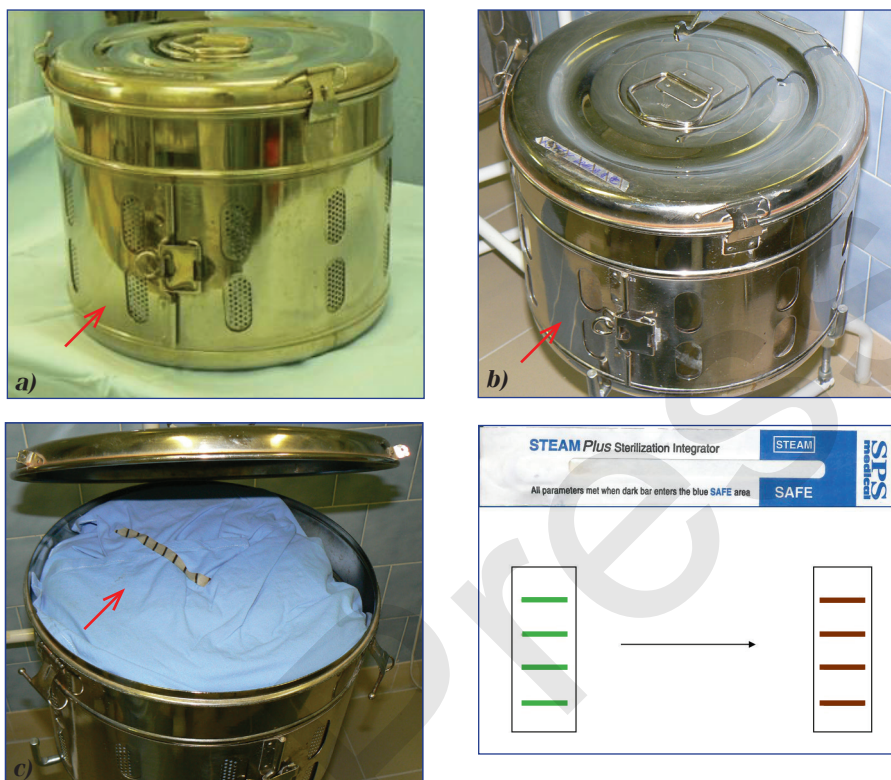 a)
b)
STEAM Plus Sterilization Integrator
STEAM
SPS
medical
All parameters met when dark bar enters the blue SAFE area
SAFE
c)
Press